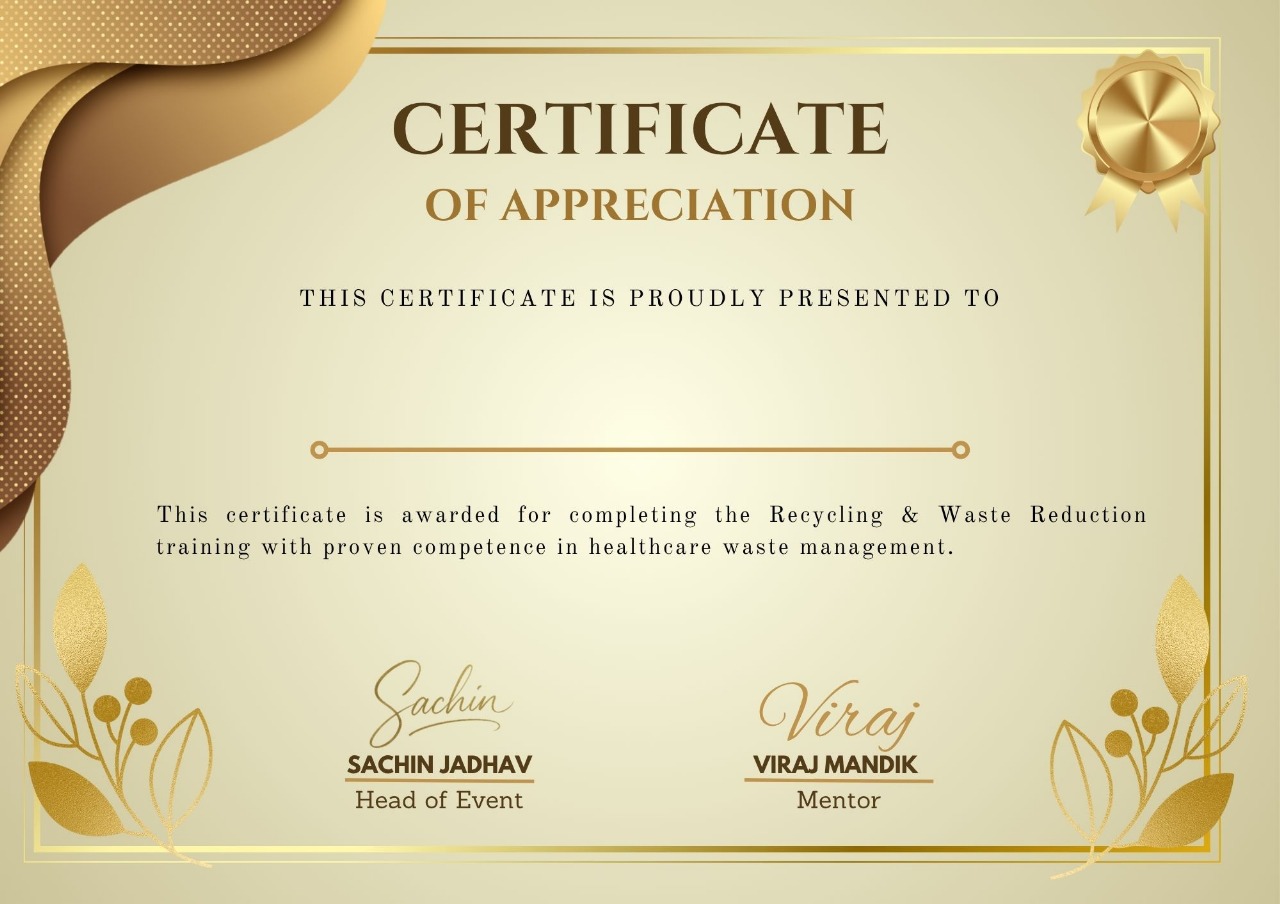 CERTIFICATE
OF APPRECIATION
THIS CERTIFICATE IS PROUDLY PRESENTED TO
This certificate is awarded for completing the Recycling & Waste Reduction
training with proven competence in healthcare waste management.
Sachin
Viraj
SACHIN JADHAV
VIRAJ MANDIK
Head of Event
Mentor